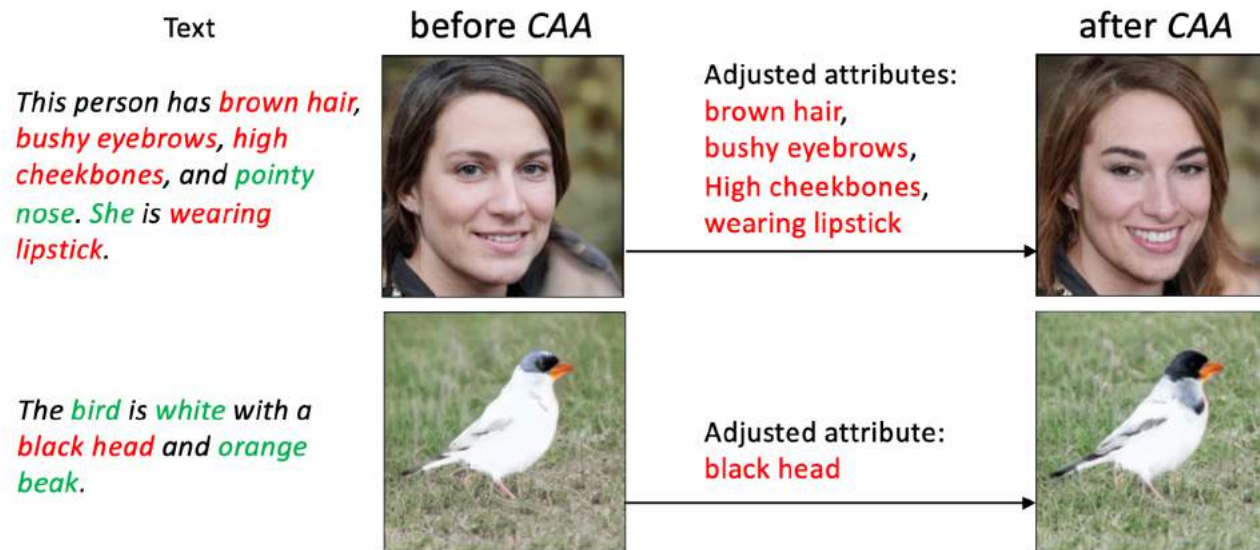 Text
before CAA
after CAA
This person has brown hair,
bushy eyebrows, high
cheekbones, and pointy
nose. She is wearing
lipstick.
Adjusted attributes:
brown hair,
bushy eyebrows,
High cheekbones,
wearing lipstick
The bird is white with a
black head and orange
beak.
Adjusted attribute:
black head